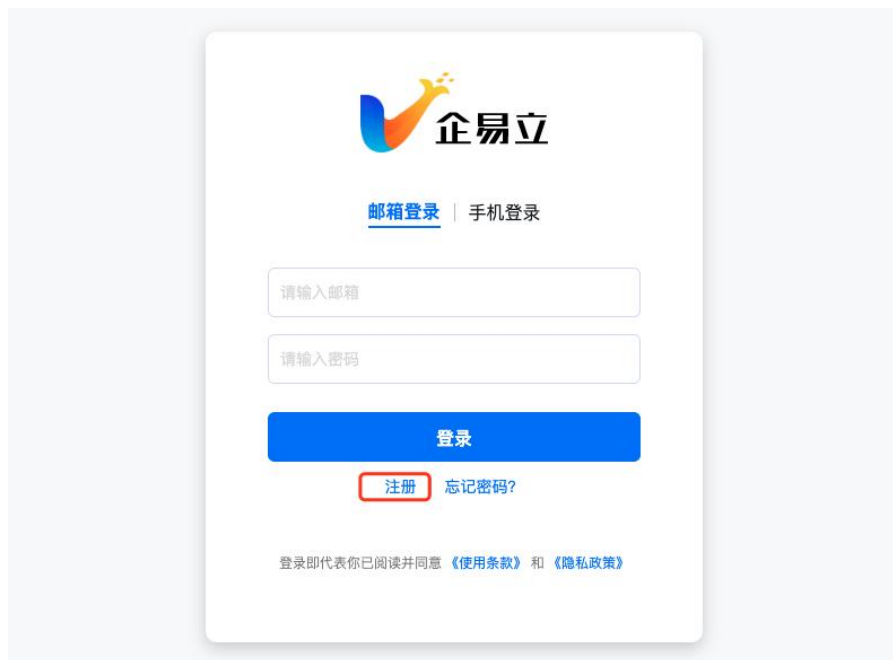 企易立
邮箱登录 | 手机登录
请输入邮箱
请输入密码
登录
注册 忘记密码?
登录即代表你已阅读并同意 《使用条款》 和 《隐私政策》